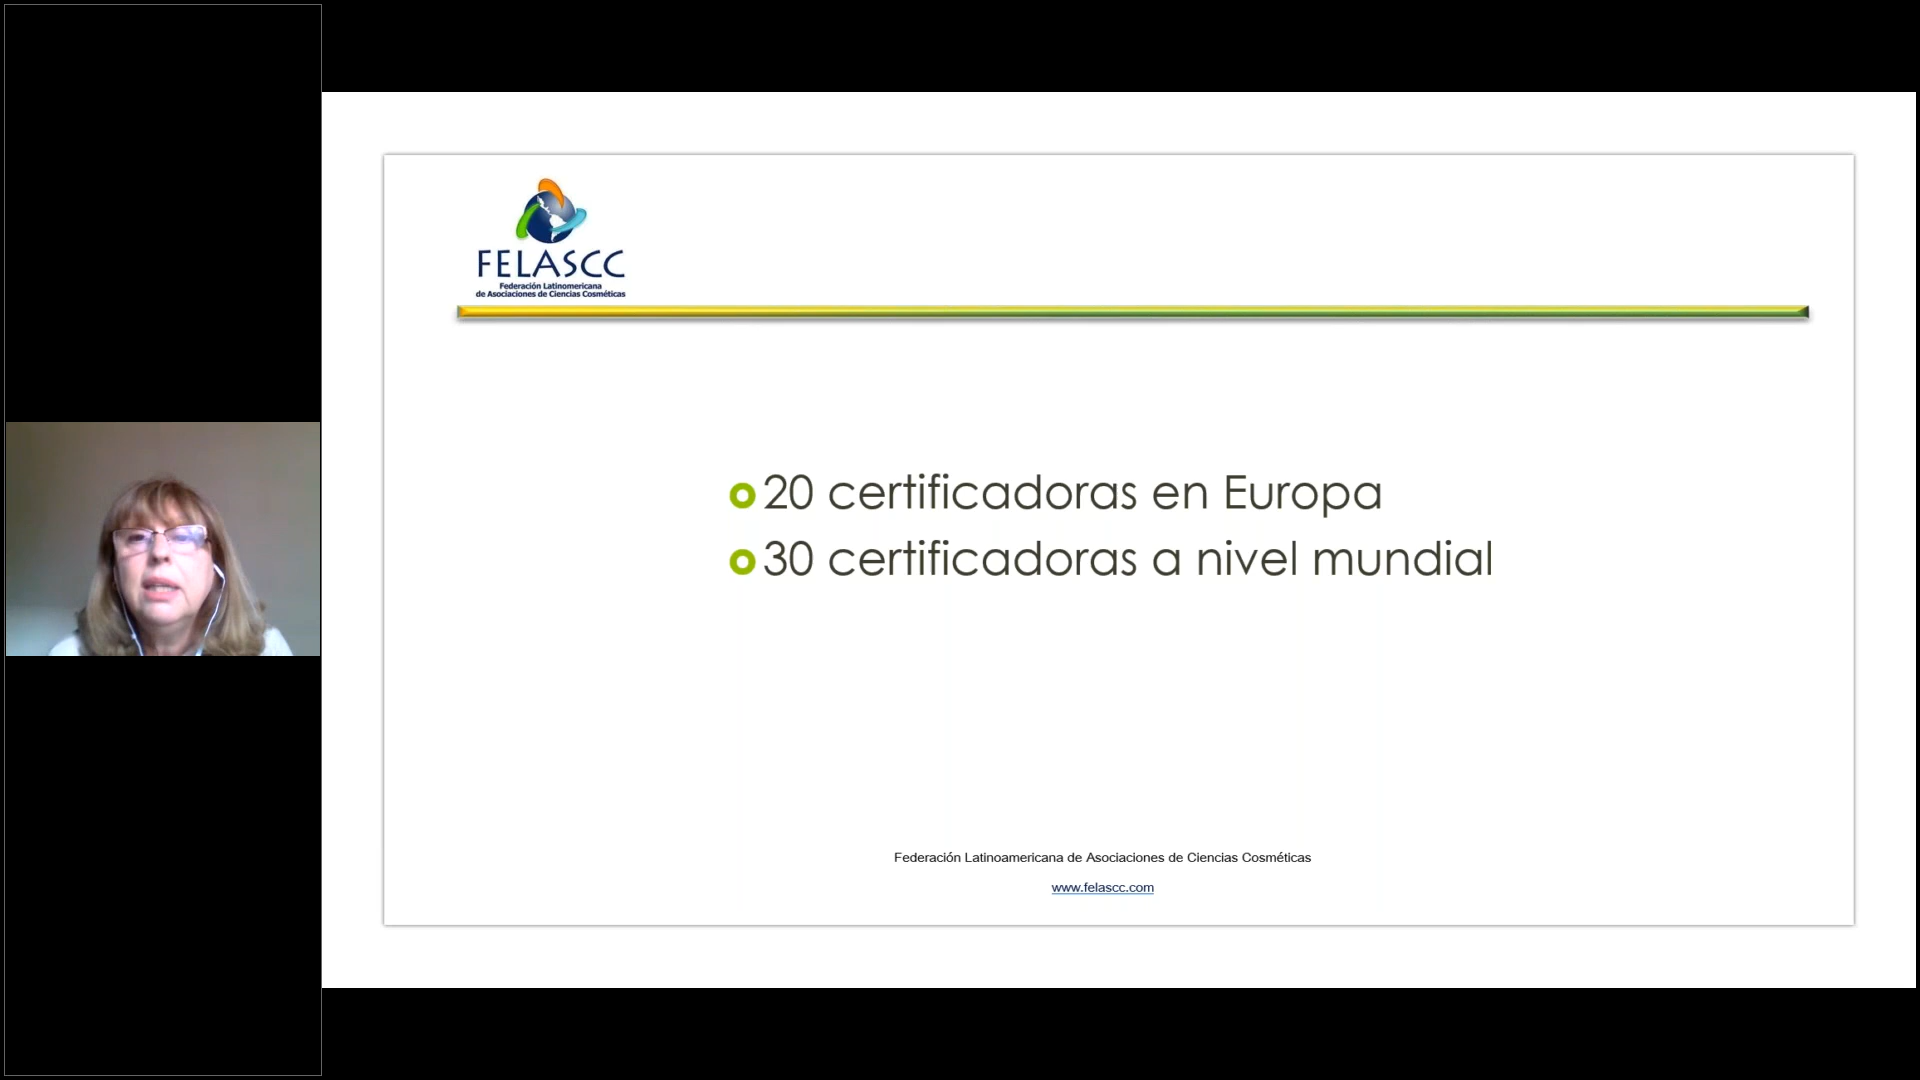 FELASCC
Federación Latinomericana
de Asociaciones de Ciencias Cosméticas
20 certificadoras en Europa
30 certificadoras a nivel mundial
Federación Latinoamericana de Asociaciones de Ciencias Cosméticas
www.felascc.com